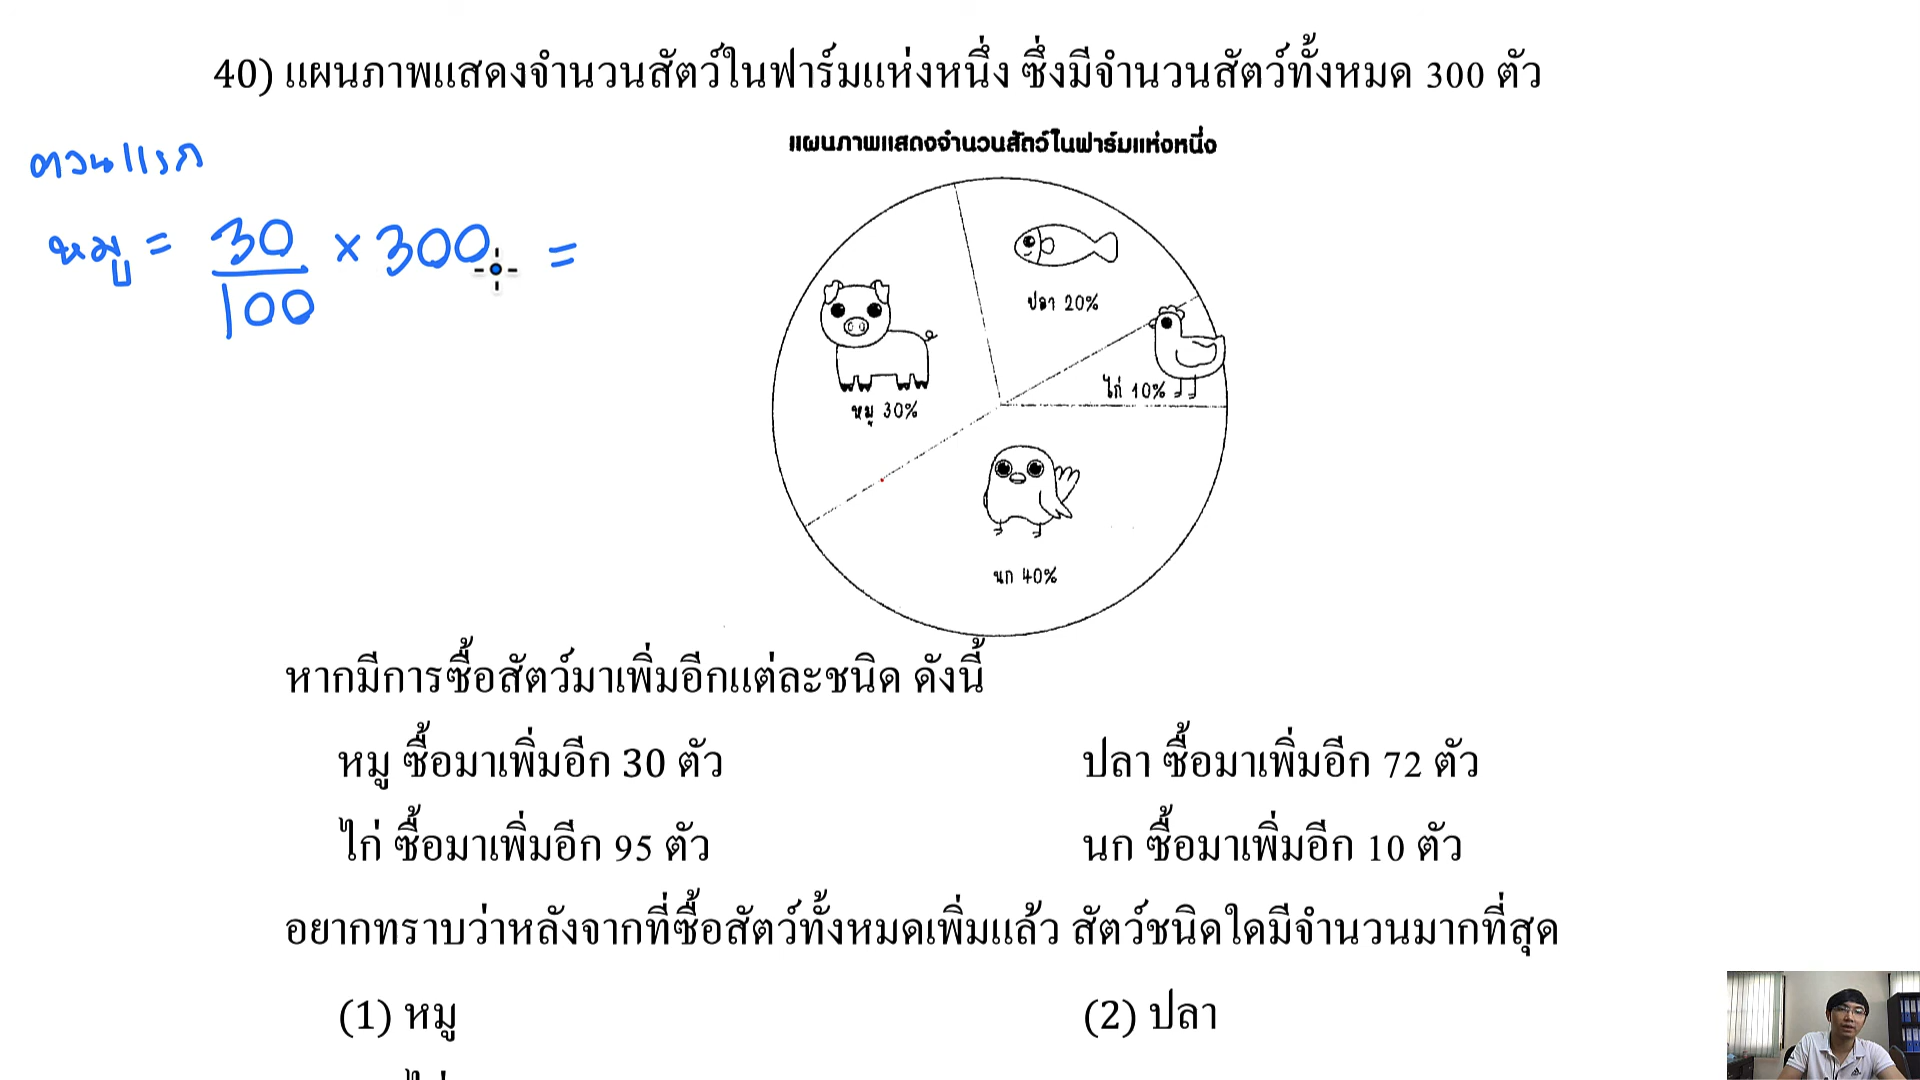 40) แผนภาพแสดงจำนวนสัตว์ในฟาร์มแห่งหนึ่ง ซึ่งมีจำนวนสัตว์ทั้งหมด 300 ตัว
แผนภาพแสดงจำนวนสัตว์ในฟาร์มแห่งหนึ่ง
ตอนแรก
หมู = 30/100 × 300 =
ปลา 20%
ไก่ 10%
หมู 30%
นก 40%
หากมีการซื้อสัตว์มาเพิ่มอีกแต่ละชนิด ดังนี้
หมู ซื้อมาเพิ่มอีก 30 ตัว ปลา ซื้อมาเพิ่มอีก 72 ตัว
ไก่ ซื้อมาเพิ่มอีก 95 ตัว นก ซื้อมาเพิ่มอีก 10 ตัว
อยากทราบว่าหลังจากที่ซื้อสัตว์ทั้งหมดเพิ่มแล้ว สัตว์ชนิดใดมีจำนวนมากที่สุด
(1) หมู (2) ปลา